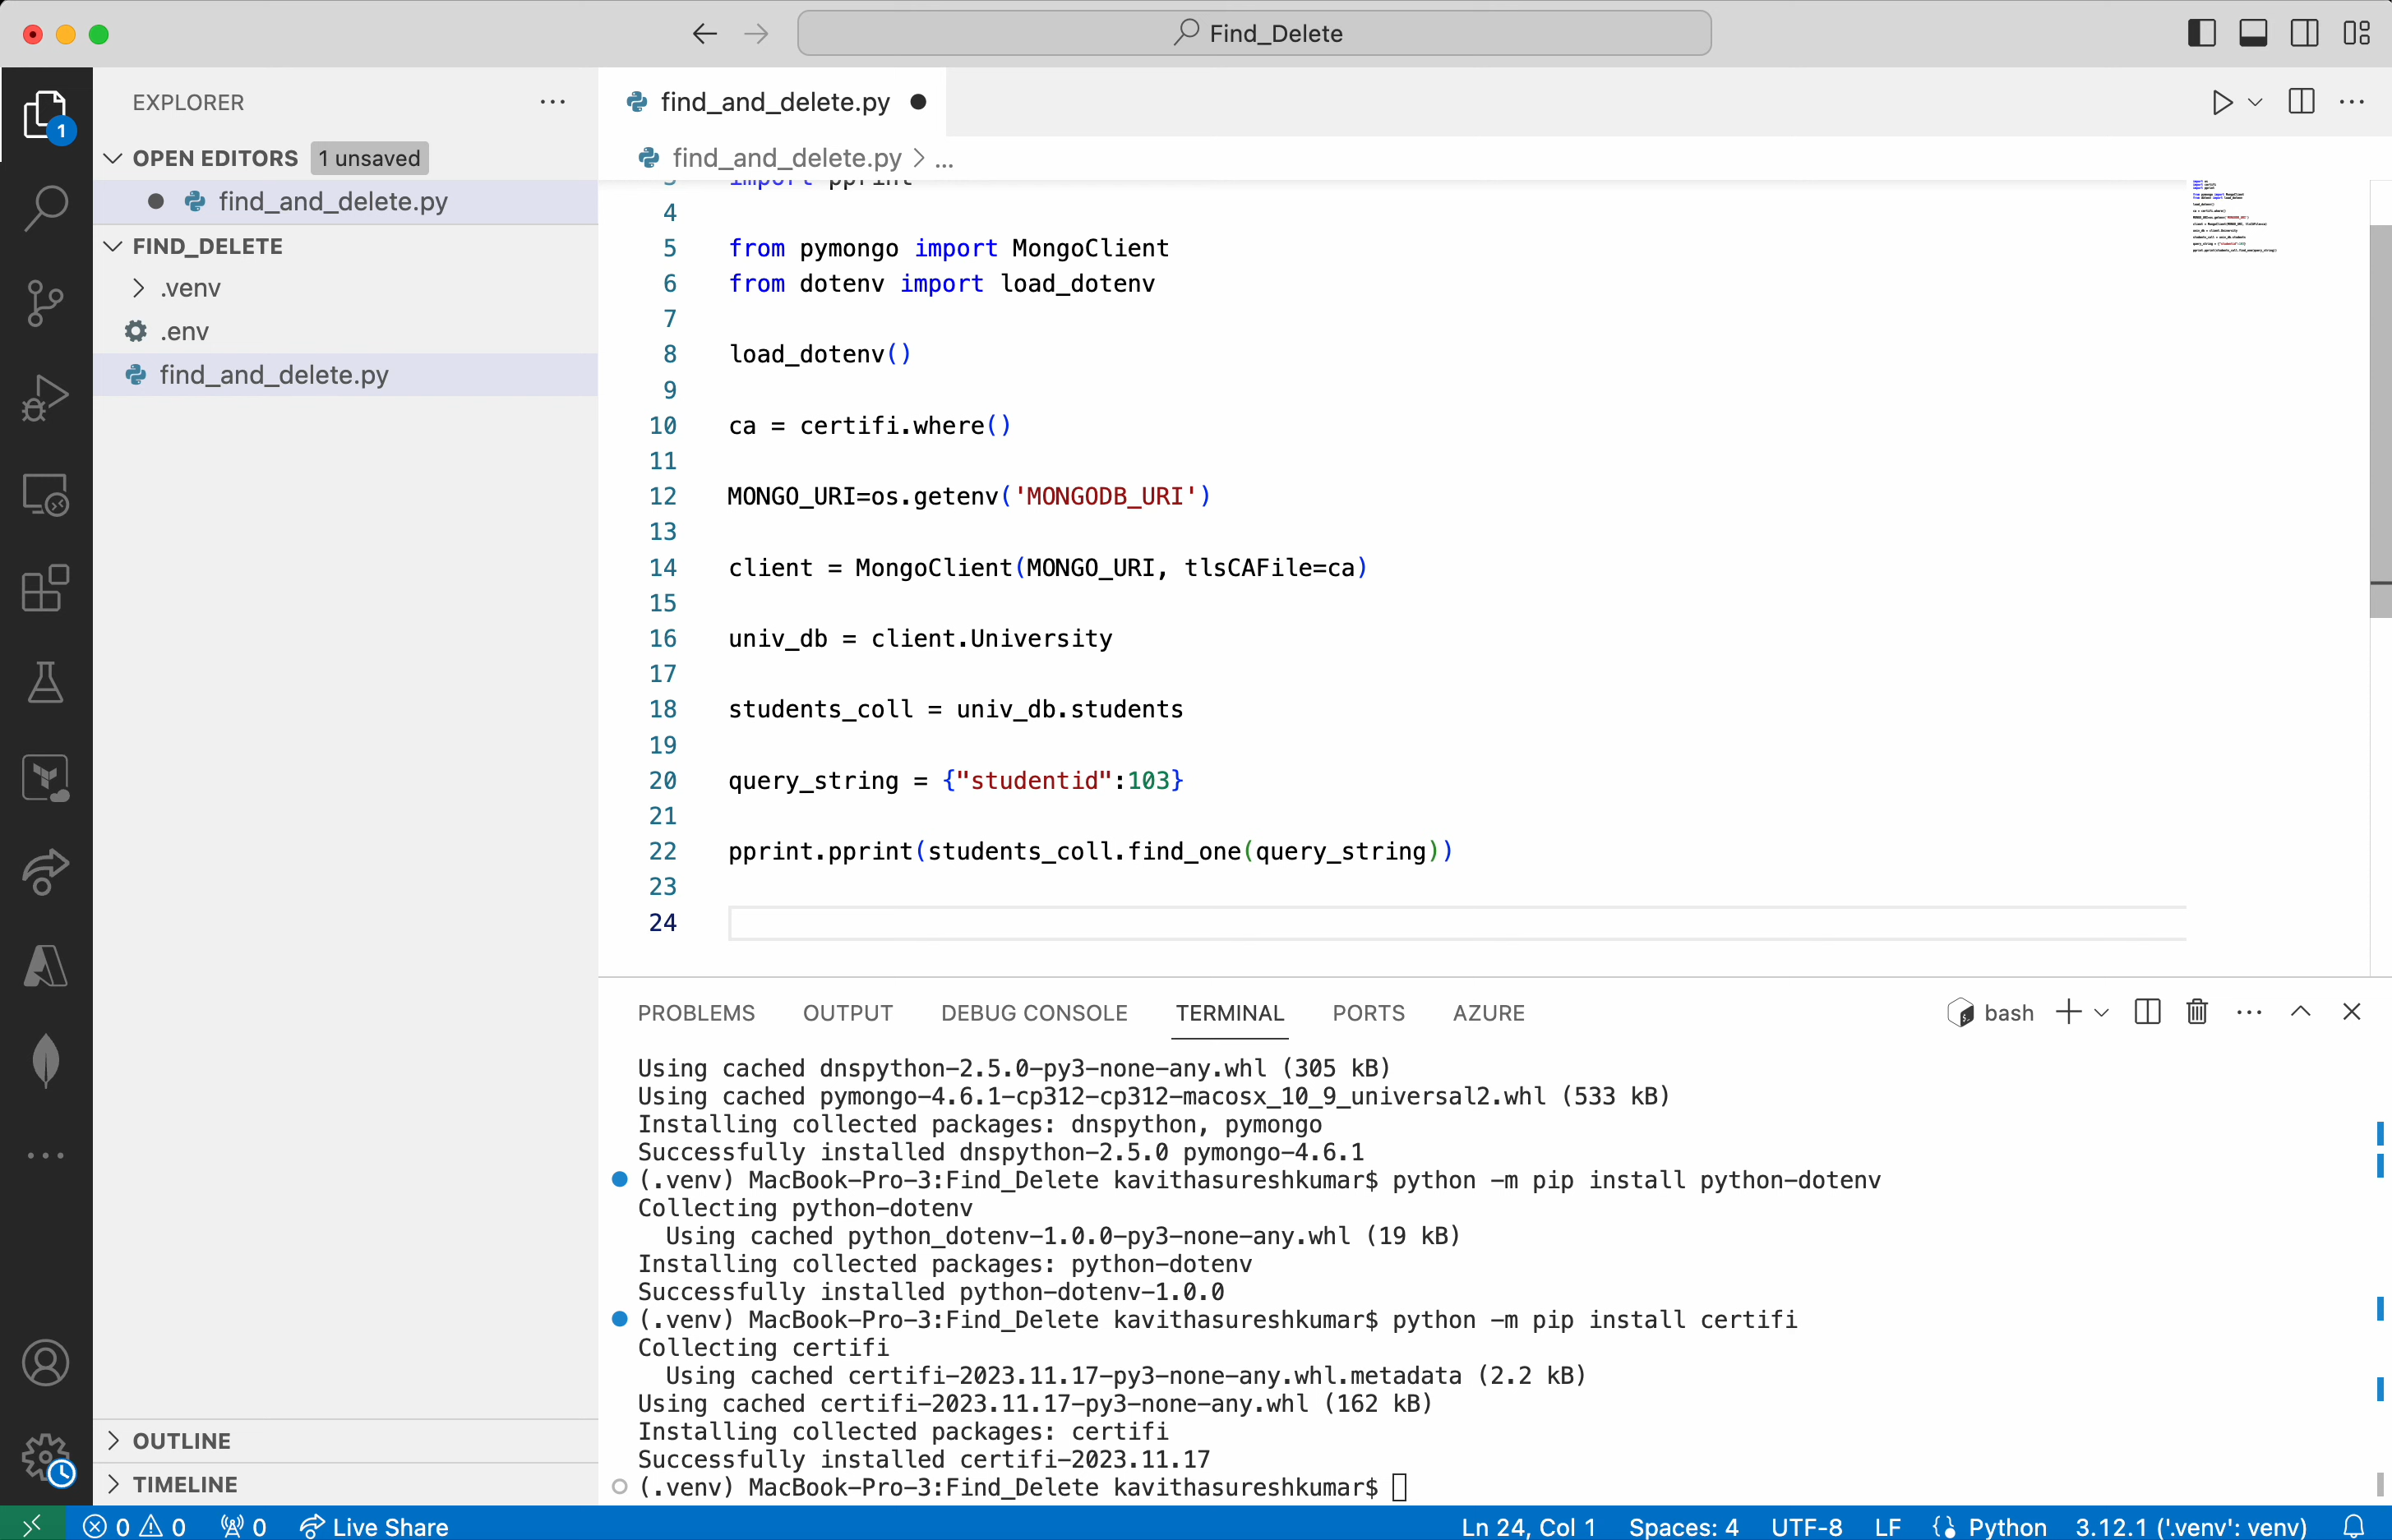 Find_Delete
EXPLORER
1
OPEN EDITORS 1 unsaved
find_and_delete.py
FIND_DELETE
.venv
.env
find_and_delete.py
OUTLINE
TIMELINE
find_and_delete.py
find_and_delete.py > ...
3 import pprint
4
5 from pymongo import MongoClient
6 from dotenv import load_dotenv
7
8 load_dotenv()
9
10 ca = certifi.where()
11
12 MONGO_URI=os.getenv('MONGODB_URI')
13
14 client = MongoClient(MONGO_URI, tlsCAFile=ca)
15
16 univ_db = client.University
17
18 students_coll = univ_db.students
19
20 query_string = {"studentid":103}
21
22 pprint.pprint(students_coll.find_one(query_string))
23
24
PROBLEMS OUTPUT DEBUG CONSOLE TERMINAL PORTS AZURE bash
Using cached dnspython-2.5.0-py3-none-any.whl (305 kB)
Using cached pymongo-4.6.1-cp312-cp312-macosx_10_9_universal2.whl (533 kB)
Installing collected packages: dnspython, pymongo
Successfully installed dnspython-2.5.0 pymongo-4.6.1
(.venv) MacBook-Pro-3:Find_Delete kavithasureshkumar$ python -m pip install python-dotenv
Collecting python-dotenv
Using cached python_dotenv-1.0.0-py3-none-any.whl (19 kB)
Installing collected packages: python-dotenv
Successfully installed python-dotenv-1.0.0
(.venv) MacBook-Pro-3:Find_Delete kavithasureshkumar$ python -m pip install certifi
Collecting certifi
Using cached certifi-2023.11.17-py3-none-any.whl.metadata (2.2 kB)
Using cached certifi-2023.11.17-py3-none-any.whl (162 kB)
Installing collected packages: certifi
Successfully installed certifi-2023.11.17
(.venv) MacBook-Pro-3:Find_Delete kavithasureshkumar$
0 0 0 Live Share Ln 24, Col 1 Spaces: 4 UTF-8 LF Python 3.12.1 ('.venv': venv)